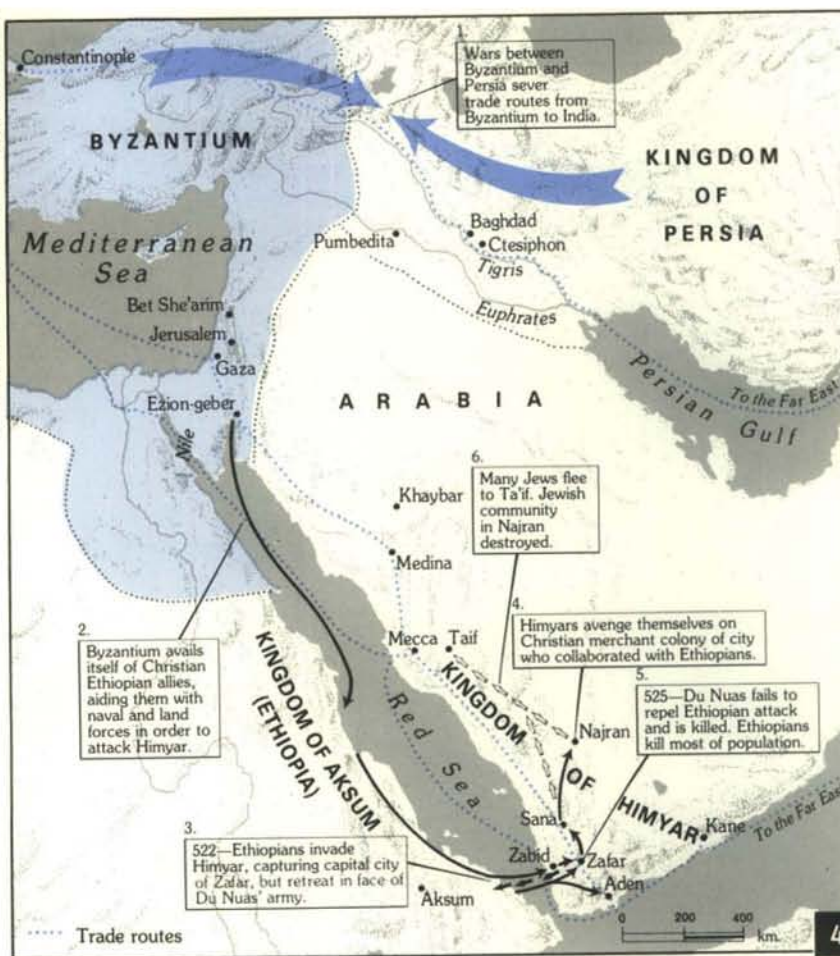 Constantinople
1.
Wars between
Byzantium and
Persia sever
trade routes from
Byzantium to India.
BYZANTIUM
KINGDOM
OF
PERSIA
Mediterranean
Sea
Pumbedita
Baghdad
Ctesiphon
Tigris
Euphrates
Bet She'arim
Jerusalem
Gaza
Ezion-geber
Nile
ARABIA
Persian Gulf
To the Far East
6.
Many Jews flee
to Ta'if. Jewish
community
in Najran
destroyed.
Khaybar
Medina
Mecca
Taif
4.
Himyars avenge themselves on
Christian merchant colony of city
who collaborated with Ethiopians.
2.
Byzantium avails
itself of Christian
Ethiopian allies,
aiding them with
naval and land
forces in order to
attack Himyar.
KINGDOM OF AKSUM
(ETHIOPIA)
Red Sea
KINGDOM OF HIMYAR
5.
525—Du Nuas fails to
repel Ethiopian attack
and is killed. Ethiopians
kill most of population.
Najran
Sana
Kane
To the Far East
3.
522—Ethiopians invade
Himyar, capturing capital city
of Zafar, but retreat in face of
Du Nuas' army.
Zabid
Zafar
Aden
Aksum
Trade routes
0 200 400
km.
4